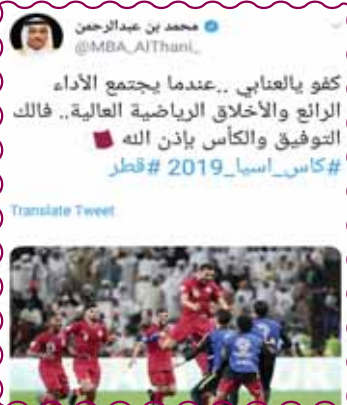 محمد بن عبدالرحمن
@MBA_AlThani_
كفو يالعنابي ..عندما يجتمع الأداء
الرائع والأخلاق الرياضية العالية.. فالك
التوفيق والكأس بإذن الله
#كاس_اسيا_2019 #قطر
Translate Tweet